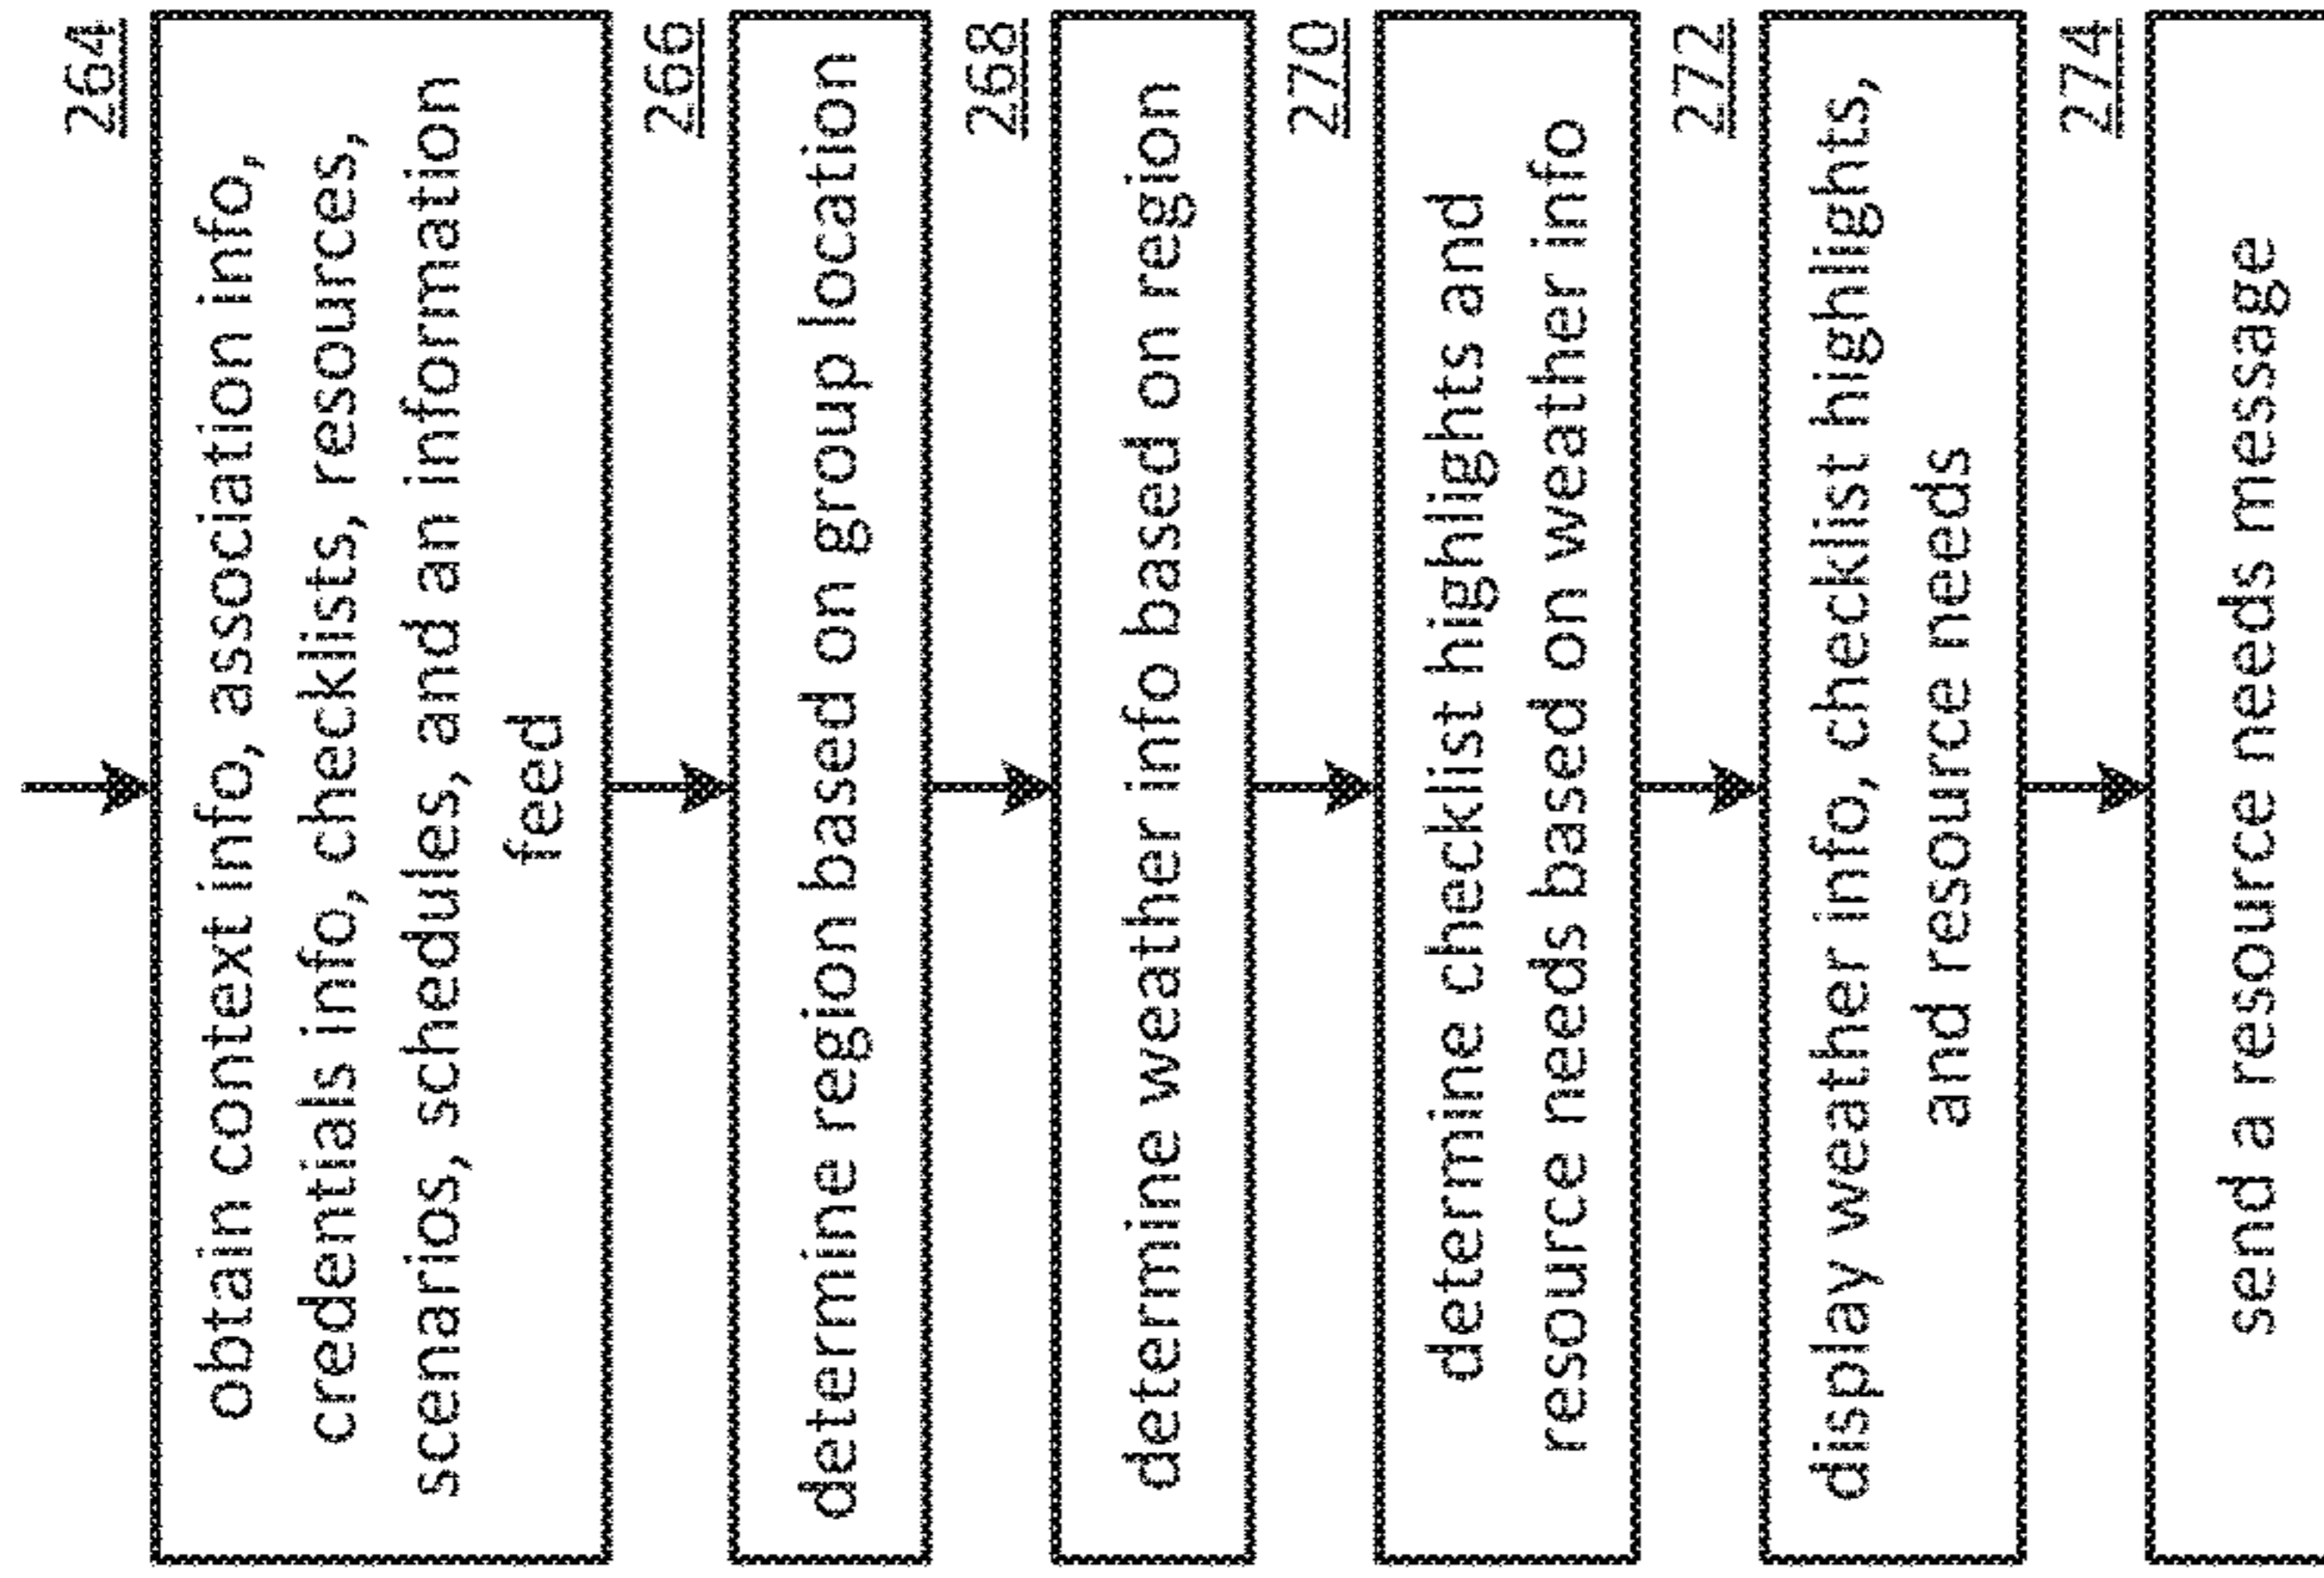 264
obtain context info, association info,
credentials info, checklists, resources,
scenarios, schedules, and an information
feed
266
determine region based on group location
268
determine weather info based on region
270
determine checklist highlights and
resource needs based on weather info
272
display weather info, checklist highlights,
and resource needs
274
send a resource needs message